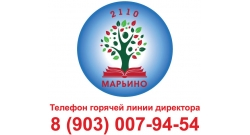 2110
МАРЬИНО
Телефон горячей линии директора
8 (903) 007-94-54